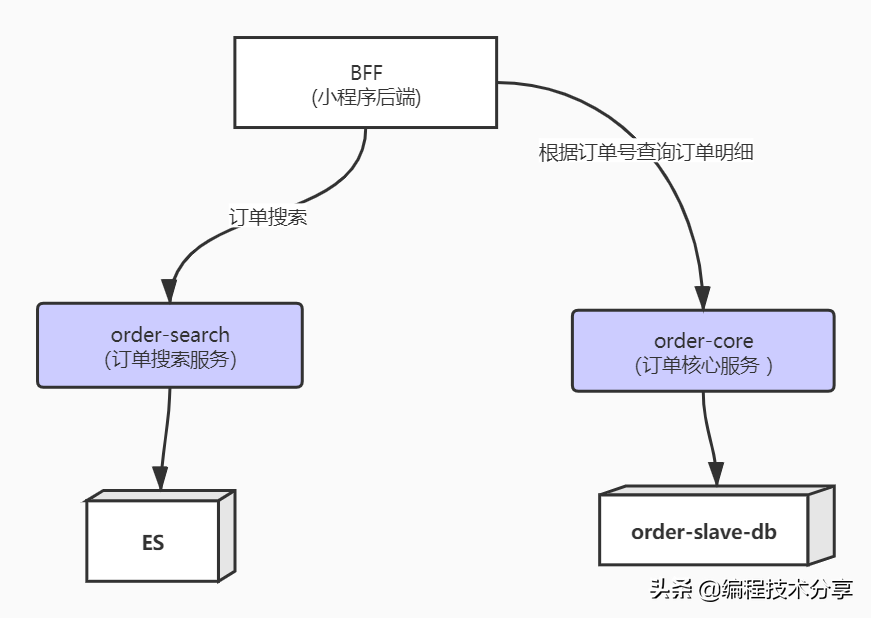 BFF
(小程序后端)
根据订单号查询订单明细
订单搜索
order-search
（订单搜索服务）
order-core
（订单核心服务 ）
ES
order-slave-db
头条 @编程技术分享